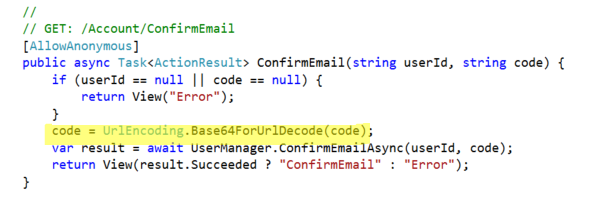 //
// GET: /Account/ConfirmEmail
[AllowAnonymous]
public async Task<ActionResult> ConfirmEmail(string userId, string code) {
    if (userId == null || code == null) {
        return View("Error");
    }
    code = UrlEncoding.Base64ForUrlDecode(code);
    var result = await UserManager.ConfirmEmailAsync(userId, code);
    return View(result.Succeeded ? "ConfirmEmail" : "Error");
}